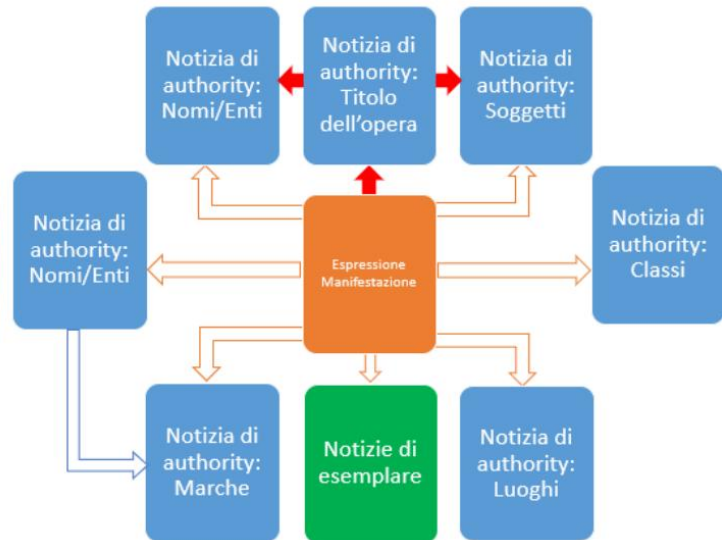 Notizia di
authority:
Nomi/Enti
Notizia di
authority:
Titolo
dell'opera
Notizia di
authority:
Soggetti
Notizia di
authority:
Nomi/Enti
Espressione
Manifestazione
Notizia di
authority:
Classi
Notizia di
authority:
Marche
Notizie di
esemplare
Notizia di
authority:
Luoghi